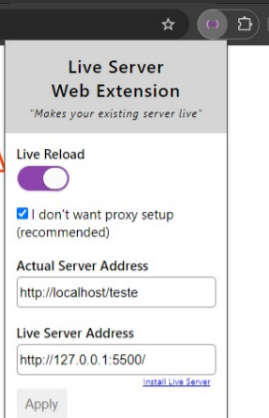 Live Server
Web Extension
"Makes your existing server live"
Live Reload
I don't want proxy setup
(recommended)
Actual Server Address
http://localhost/teste
Live Server Address
http://127.0.0.1:5500/
Install Live Server
Apply